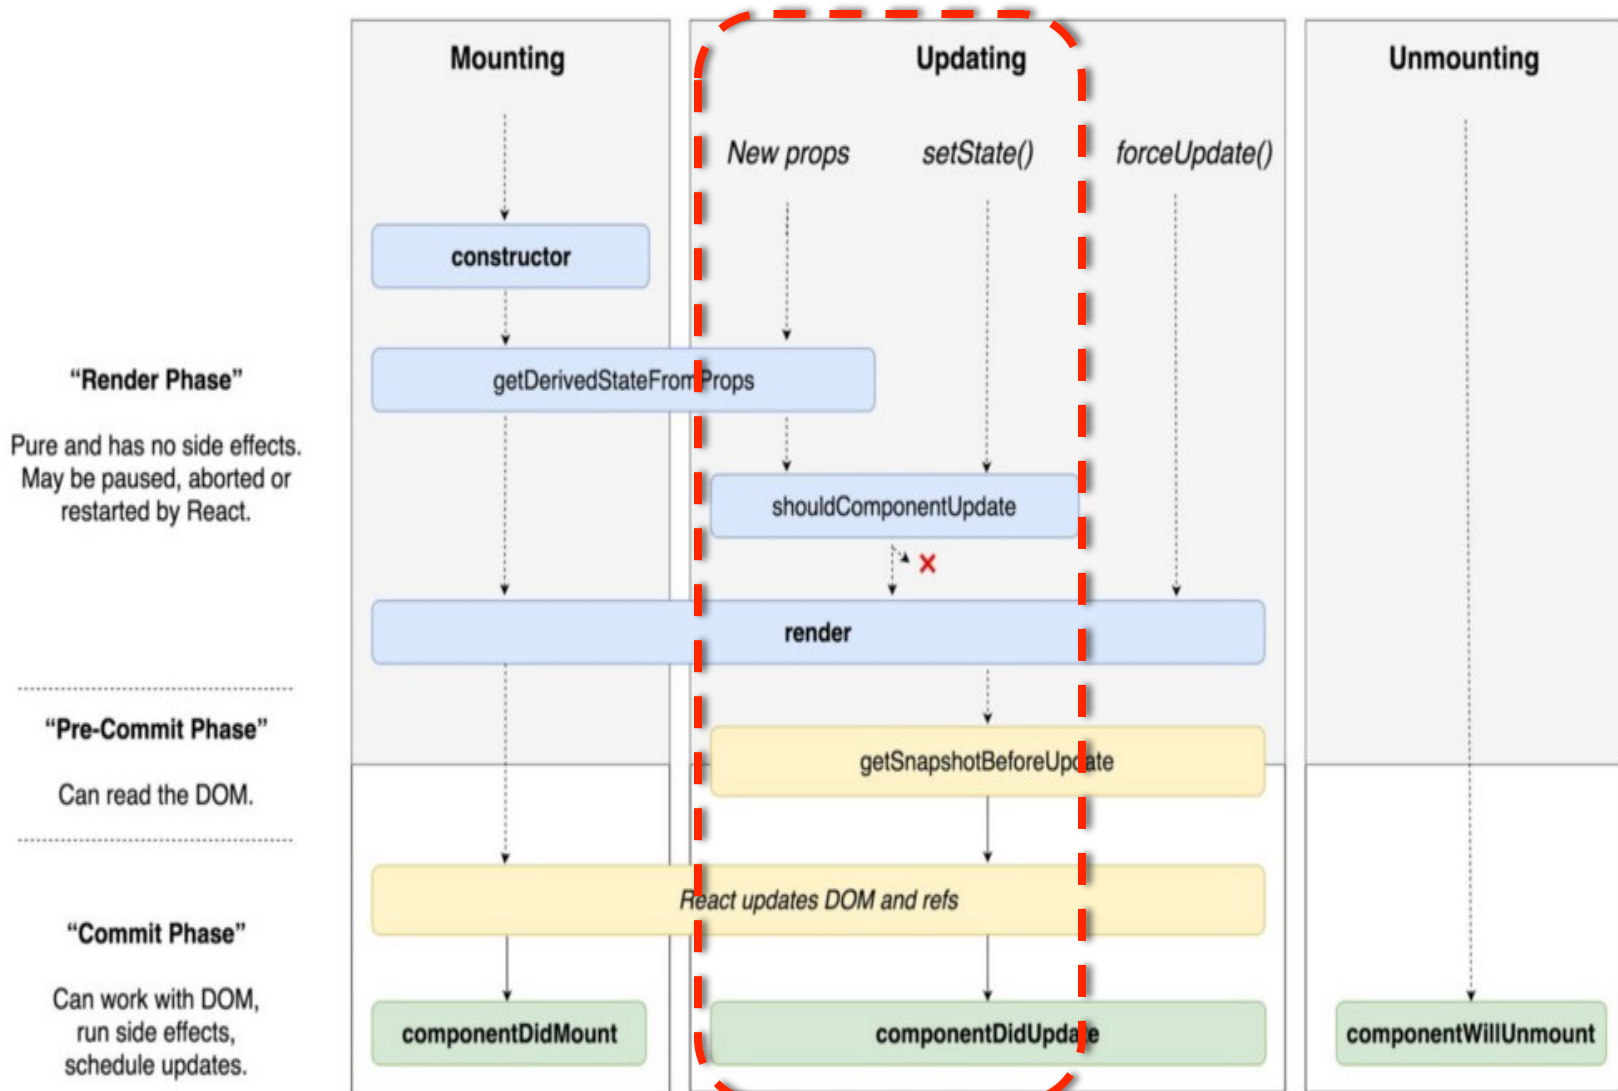 Mounting
Updating
Unmounting
New props
setState()
forceUpdate()
constructor
getDerivedStateFromProps
“Render Phase”
Pure and has no side effects.
May be paused, aborted or
restarted by React.
shouldComponentUpdate
render
“Pre-Commit Phase”
Can read the DOM.
getSnapshotBeforeUpdate
React updates DOM and refs
“Commit Phase”
Can work with DOM,
run side effects,
schedule updates.
componentDidMount
componentDidUpdate
componentWillUnmount